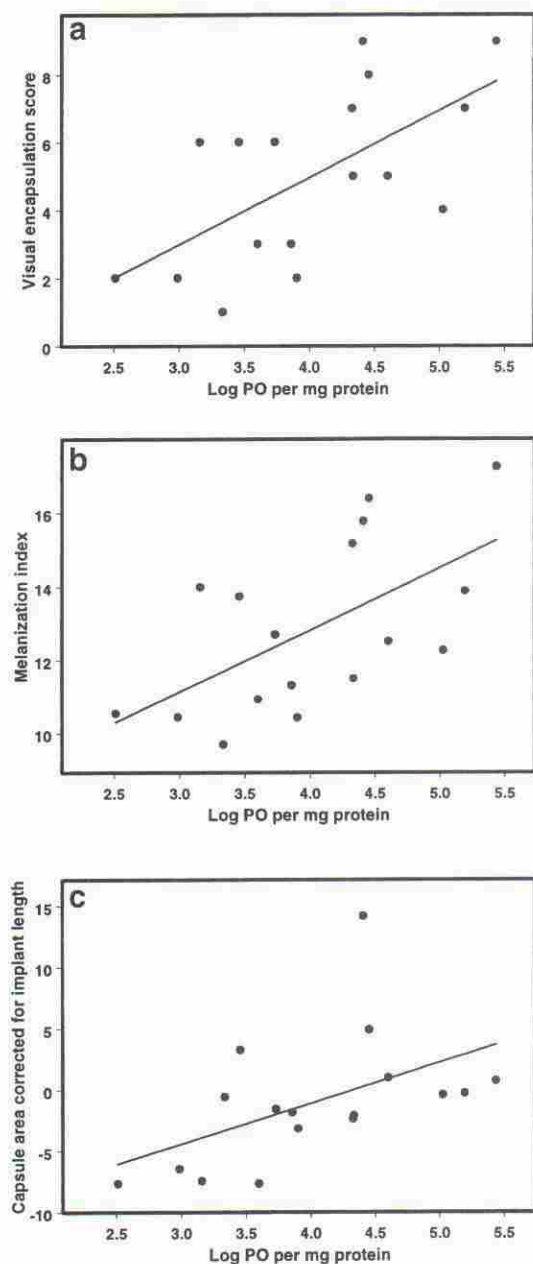 a
Visual encapsulation score
8
6
4
2
0
2.5 3.0 3.5 4.0 4.5 5.0 5.5
Log PO per mg protein
b
Melanization index
16
14
12
10
2.5 3.0 3.5 4.0 4.5 5.0 5.5
Log PO per mg protein
c
Capsule area corrected for implant length
15
10
5
0
-5
-10
2.5 3.0 3.5 4.0 4.5 5.0 5.5
Log PO per mg protein